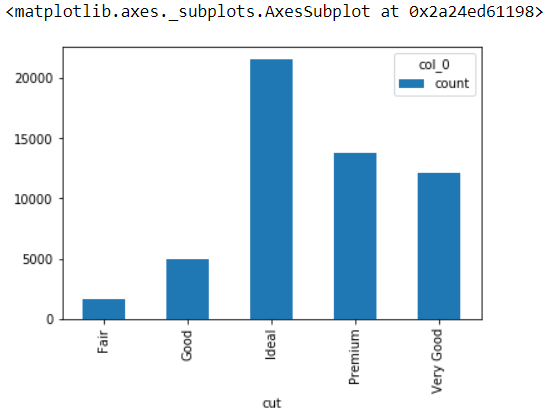 <matplotlib.axes._subplots.AxesSubplot at 0x2a24ed61198>
col_0
count
20000
15000
10000
5000
0
Fair
Good
Ideal
Premium
Very Good
cut